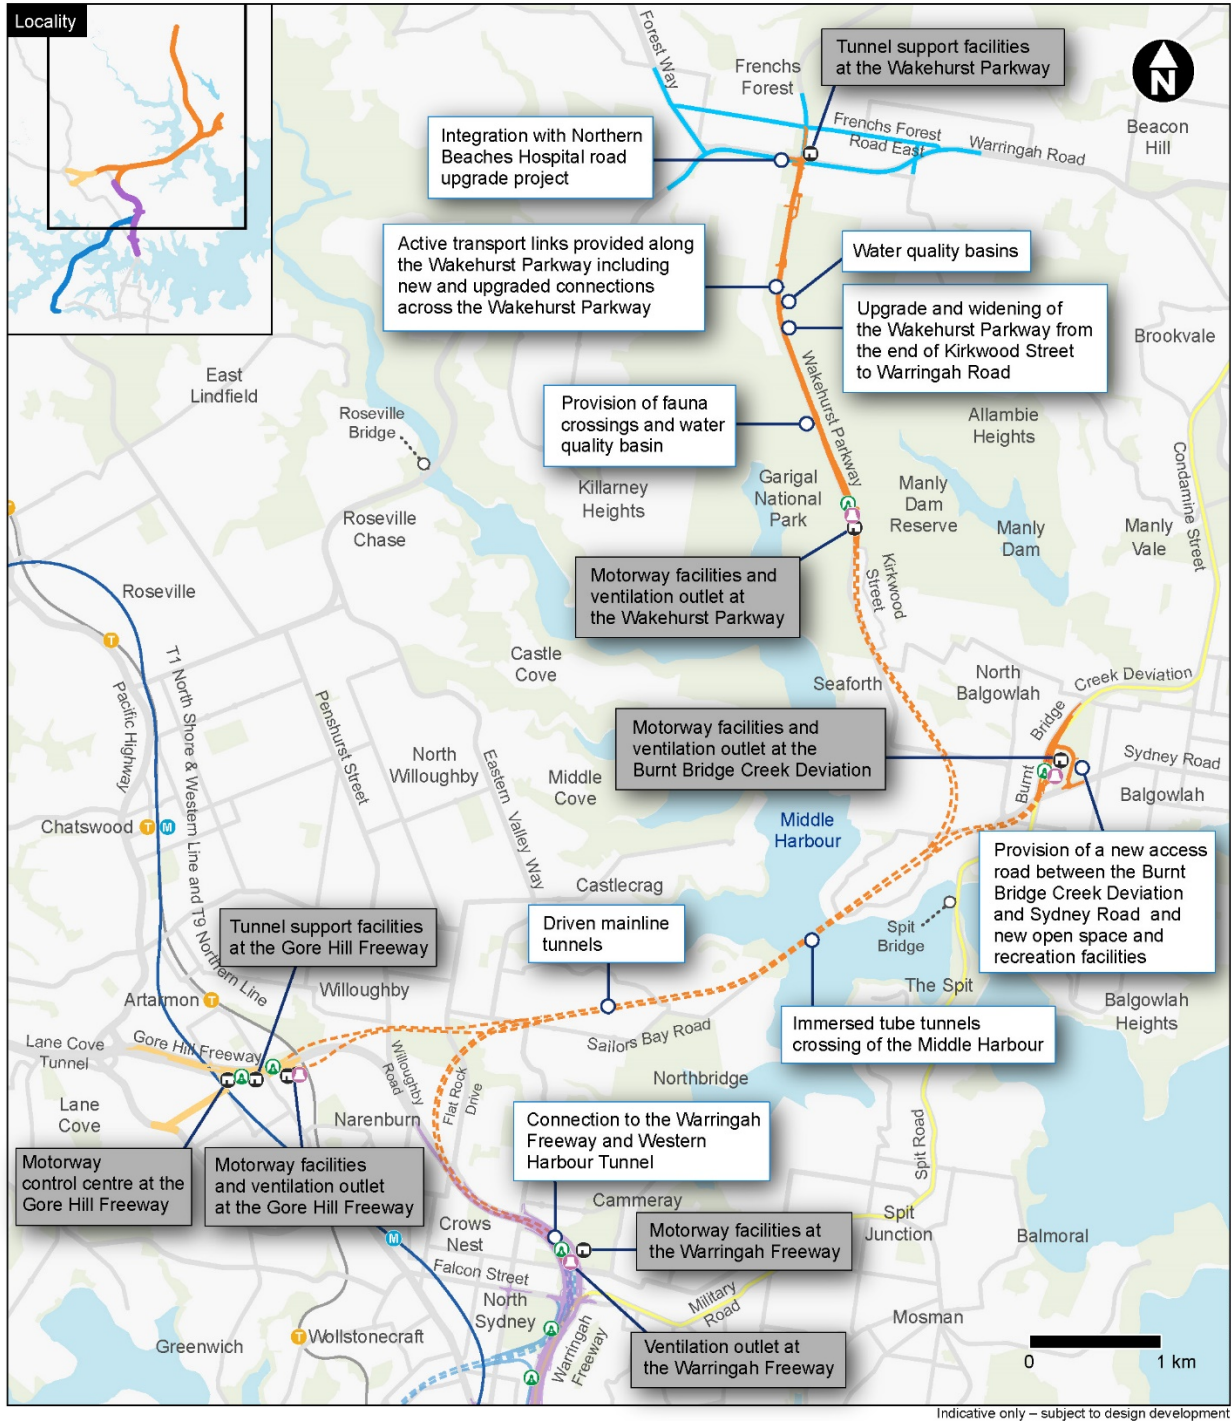 Locality
N
Forest Way
Frenchs
Forest
Tunnel support facilities
at the Wakehurst Parkway
Beacon
Hill
Frenchs Forest
Road East
Warringah Road
Integration with Northern
Beaches Hospital road
upgrade project
Active transport links provided along
the Wakehurst Parkway including
new and upgraded connections
across the Wakehurst Parkway
Water quality basins
Upgrade and widening of
the Wakehurst Parkway from
the end of Kirkwood Street
to Warringah Road
Brookvale
East
Lindfield
Roseville
Bridge
Wakehurst Parkway
Provision of fauna
crossings and water
quality basin
Allambie
Heights
Condamine Street
Killarney
Heights
Garigal
National
Park
Manly
Dam
Reserve
Manly
Dam
Manly
Vale
Roseville
Chase
Kirkwood
Street
Motorway facilities and
ventilation outlet at
the Wakehurst Parkway
Roseville
T
T
T1 North Shore & Western Line and T9 Northern Line
Pacific Highway
Penshurst Street
Castle
Cove
Seaforth
North
Balgowlah
Burnt Bridge Creek Deviation
Motorway facilities and
ventilation outlet at the
Burnt Bridge Creek Deviation
Sydney Road
Balgowlah
North
Willoughby
Eastern Valley Way
Middle
Cove
Middle
Harbour
Chatswood
T
M
Castlecrag
Provision of a new access
road between the Burnt
Bridge Creek Deviation
and Sydney Road and
new open space and
recreation facilities
Tunnel support facilities
at the Gore Hill Freeway
Driven mainline
tunnels
Spit
Bridge
The Spit
Balgowlah
Heights
Artarmon
T
Willoughby
Lane Cove
Tunnel
Gore Hill Freeway
Sailors Bay Road
Immersed tube tunnels
crossing of the Middle Harbour
Willoughby
Road
Flat Rock
Drive
Northbridge
Lane
Cove
Narenburn
Connection to the Warringah
Freeway and Western
Harbour Tunnel
Spit Road
Motorway
control centre at the
Gore Hill Freeway
Motorway facilities
and ventilation outlet
at the Gore Hill Freeway
Cammeray
Crows
Nest
M
Motorway facilities at
the Warringah Freeway
Spit
Junction
Balmoral
Falcon Street
North
Sydney
Military
Road
Mosman
Greenwich
T
Wollstonecraft
Warringah
Freeway
Ventilation outlet at
the Warringah Freeway
0 1 km
Indicative only – subject to design development